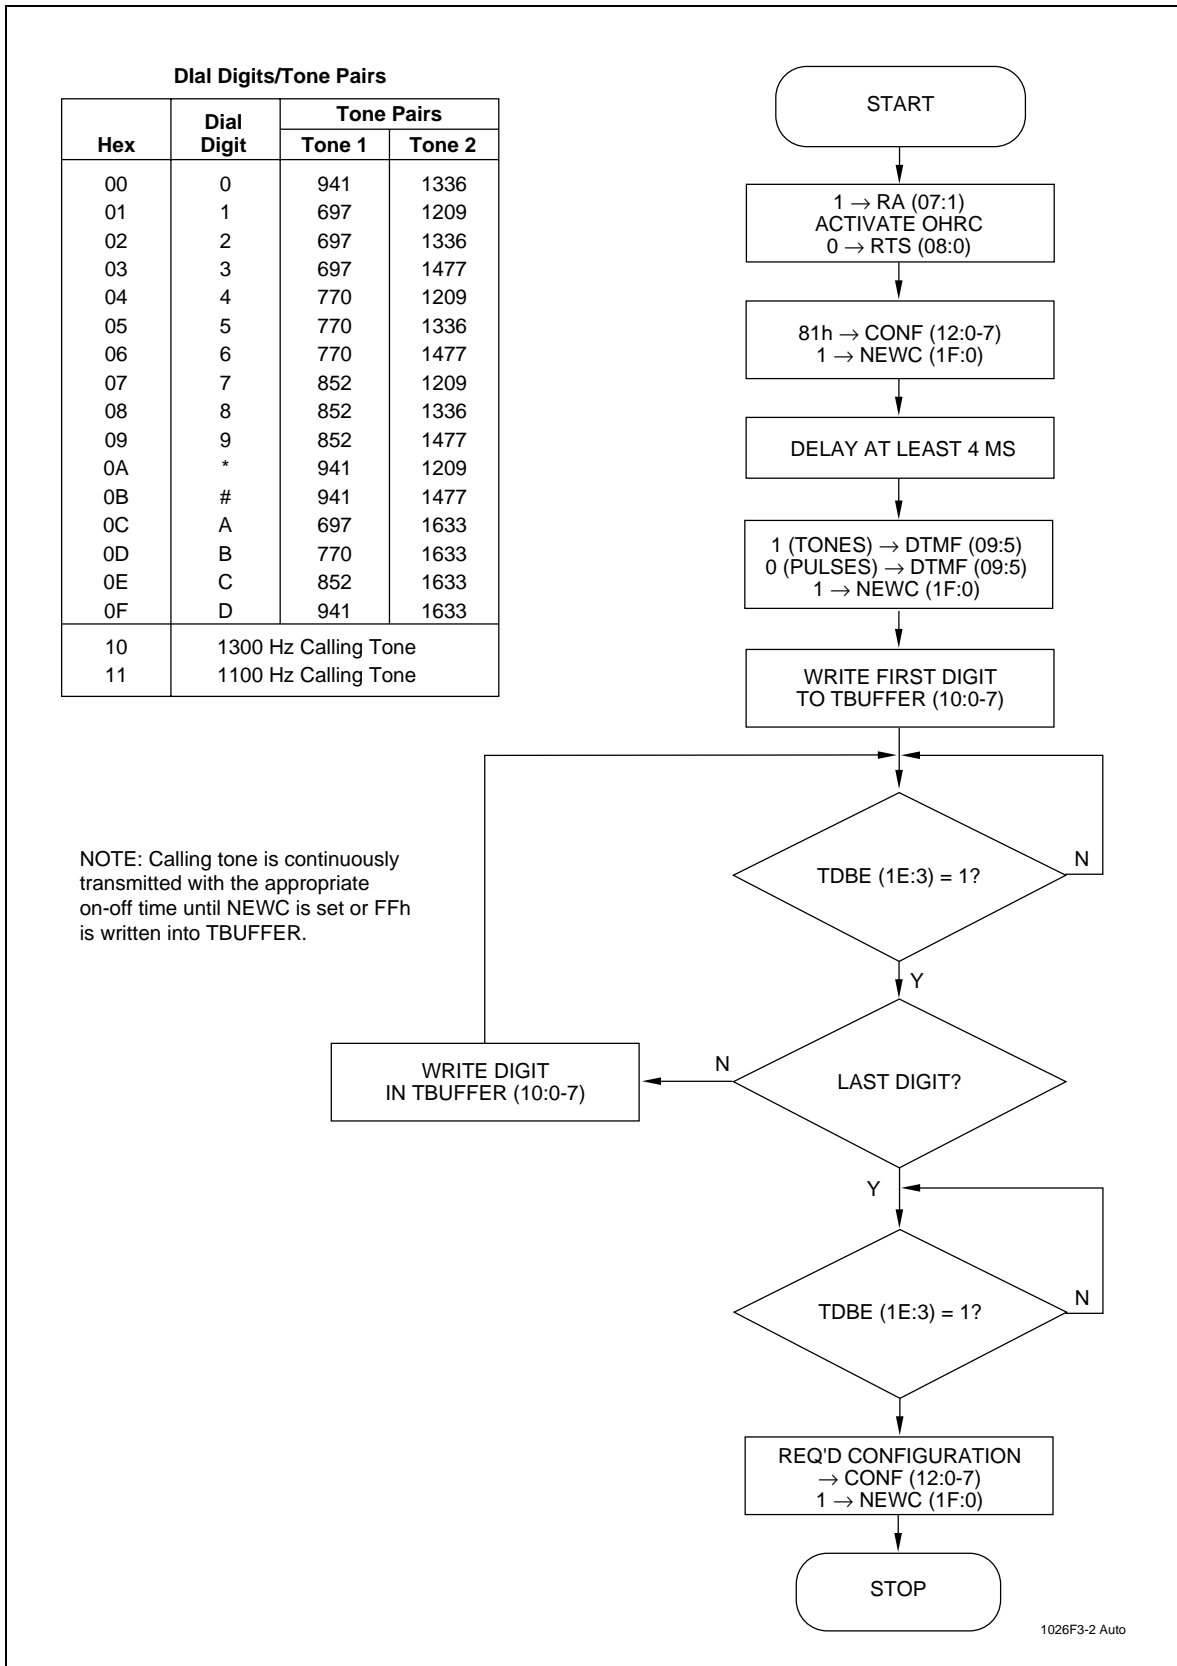 DIal Digits/Tone Pairs
Hex Dial Digit Tone Pairs
Tone 1 Tone 2
00 0 941 1336
01 1 697 1209
02 2 697 1336
03 3 697 1477
04 4 770 1209
05 5 770 1336
06 6 770 1477
07 7 852 1209
08 8 852 1336
09 9 852 1477
0A * 941 1209
0B # 941 1477
0C A 697 1633
0D B 770 1633
0E C 852 1633
0F D 941 1633
10 1300 Hz Calling Tone
11 1100 Hz Calling Tone
NOTE: Calling tone is continuously
transmitted with the appropriate
on-off time until NEWC is set or FFh
is written into TBUFFER.
START
1 → RA (07:1)
ACTIVATE OHRC
0 → RTS (08:0)
81h → CONF (12:0-7)
1 → NEWC (1F:0)
DELAY AT LEAST 4 MS
1 (TONES) → DTMF (09:5)
0 (PULSES) → DTMF (09:5)
1 → NEWC (1F:0)
WRITE FIRST DIGIT
TO TBUFFER (10:0-7)
TDBE (1E:3) = 1?
N
Y
LAST DIGIT?
N
WRITE DIGIT
IN TBUFFER (10:0-7)
Y
TDBE (1E:3) = 1?
N
REQ'D CONFIGURATION
→ CONF (12:0-7)
1 → NEWC (1F:0)
STOP
1026F3-2 Auto